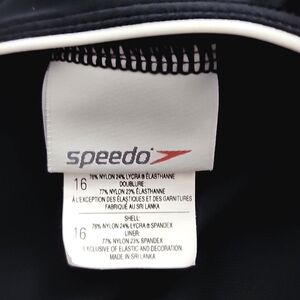 speedo
76% NYLON 24% LYCRA ® ÉLASTHANNE
DOUBLURE:
16
77% NYLON 23% ÉLASTHANNE
À L'EXCEPTION DES ÉLASTIQUES ET DES GARNITURES
FABRIQUÉ AU SRI LANKA
SHELL:
76% NYLON 24% LYCRA ® SPANDEX
16
LINER:
77% NYLON 23% SPANDEX
EXCLUSIVE OF ELASTIC AND DECORATION.
MADE IN SRI LANKA